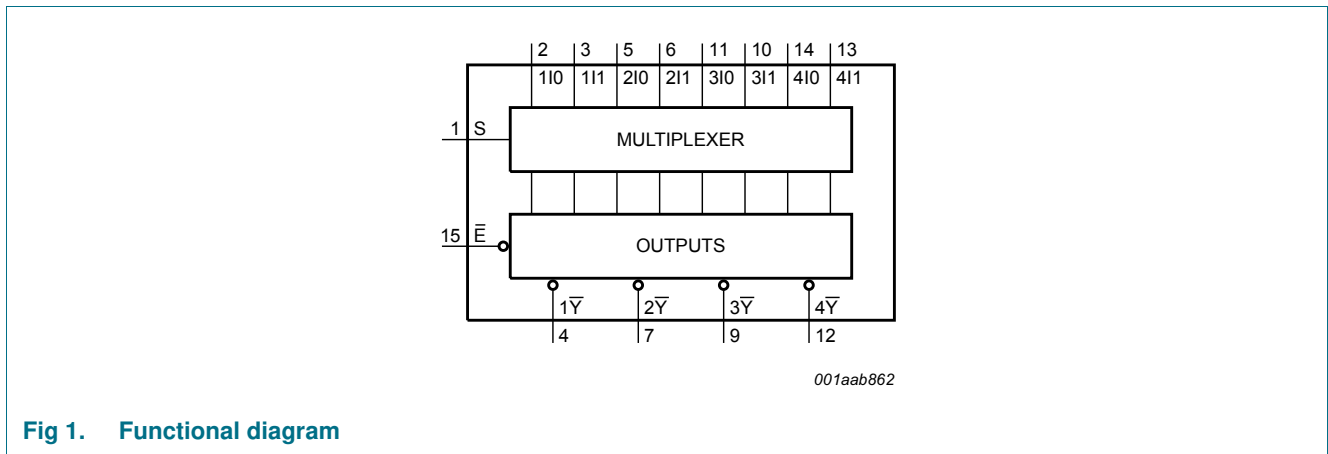 2 3 5 6 11 10 14 13
1I0 1I1 2I0 2I1 3I0 3I1 4I0 4I1
1 S
MULTIPLEXER
15 E̅
OUTPUTS
1Y̅ 2Y̅ 3Y̅ 4Y̅
4 7 9 12
001aab862
Fig 1. Functional diagram